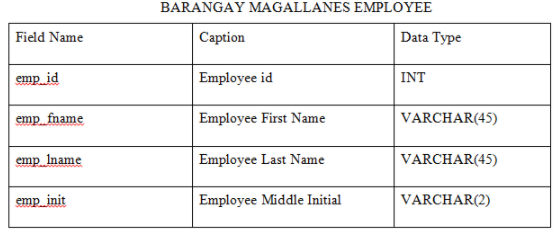 BARANGAY MAGALLANES EMPLOYEE
Field Name Caption Data Type
emp_id Employee id INT
emp_fname Employee First Name VARCHAR(45)
emp_lname Employee Last Name VARCHAR(45)
emp_init Employee Middle Initial VARCHAR(2)